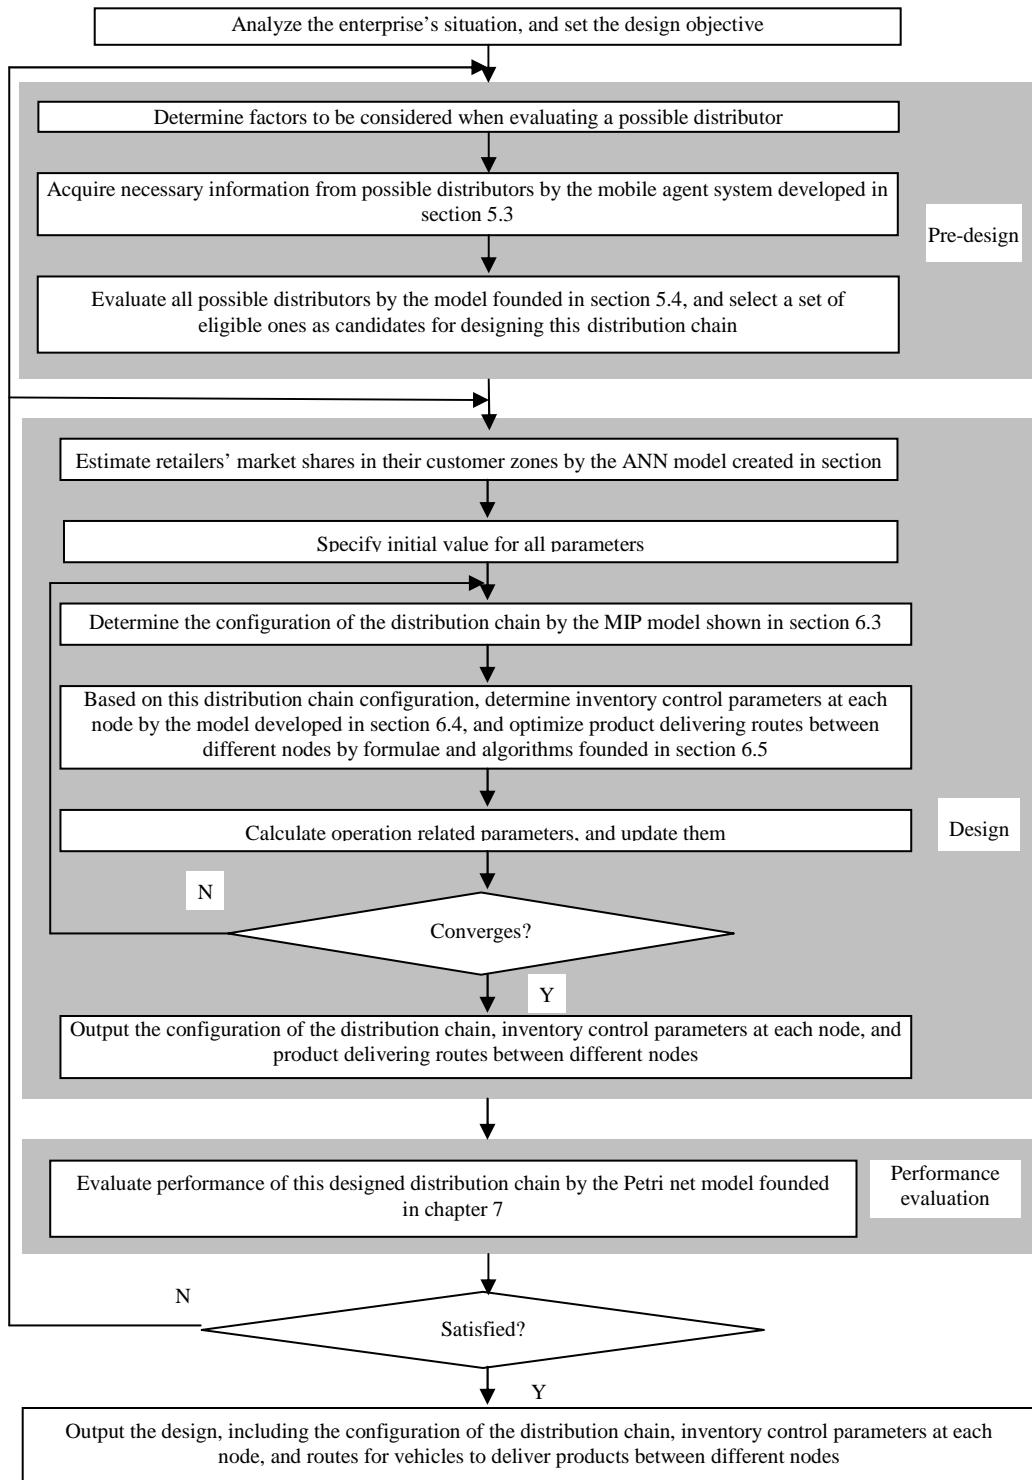 Analyze the enterprise's situation, and set the design objective
Determine factors to be considered when evaluating a possible distributor
Acquire necessary information from possible distributors by the mobile agent system developed in
section 5.3
Pre-design
Evaluate all possible distributors by the model founded in section 5.4, and select a set of
eligible ones as candidates for designing this distribution chain
Estimate retailers' market shares in their customer zones by the ANN model created in section
Specify initial value for all parameters
Determine the configuration of the distribution chain by the MIP model shown in section 6.3
Based on this distribution chain configuration, determine inventory control parameters at each
node by the model developed in section 6.4, and optimize product delivering routes between
different nodes by formulae and algorithms founded in section 6.5
Calculate operation related parameters, and update them
Design
N
Converges?
Y
Output the configuration of the distribution chain, inventory control parameters at each node, and
product delivering routes between different nodes
Evaluate performance of this designed distribution chain by the Petri net model founded
in chapter 7
Performance
evaluation
N
Satisfied?
Y
Output the design, including the configuration of the distribution chain, inventory control parameters at each
node, and routes for vehicles to deliver products between different nodes